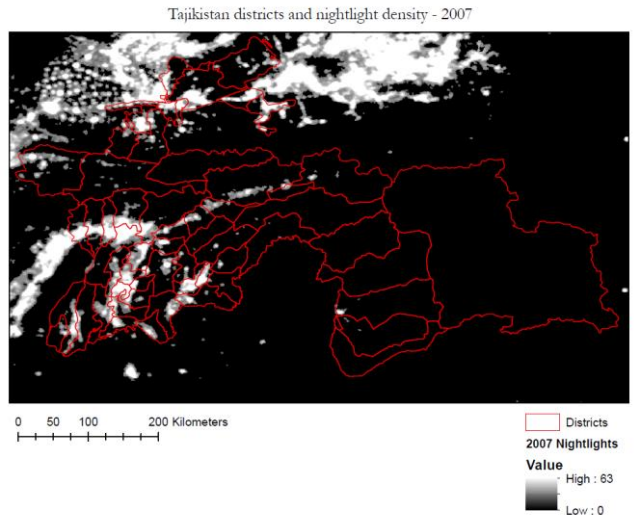 Tajikistan districts and nightlight density - 2007
0 50 100 200 Kilometers
Districts
2007 Nightlights
Value
High : 63
Low : 0